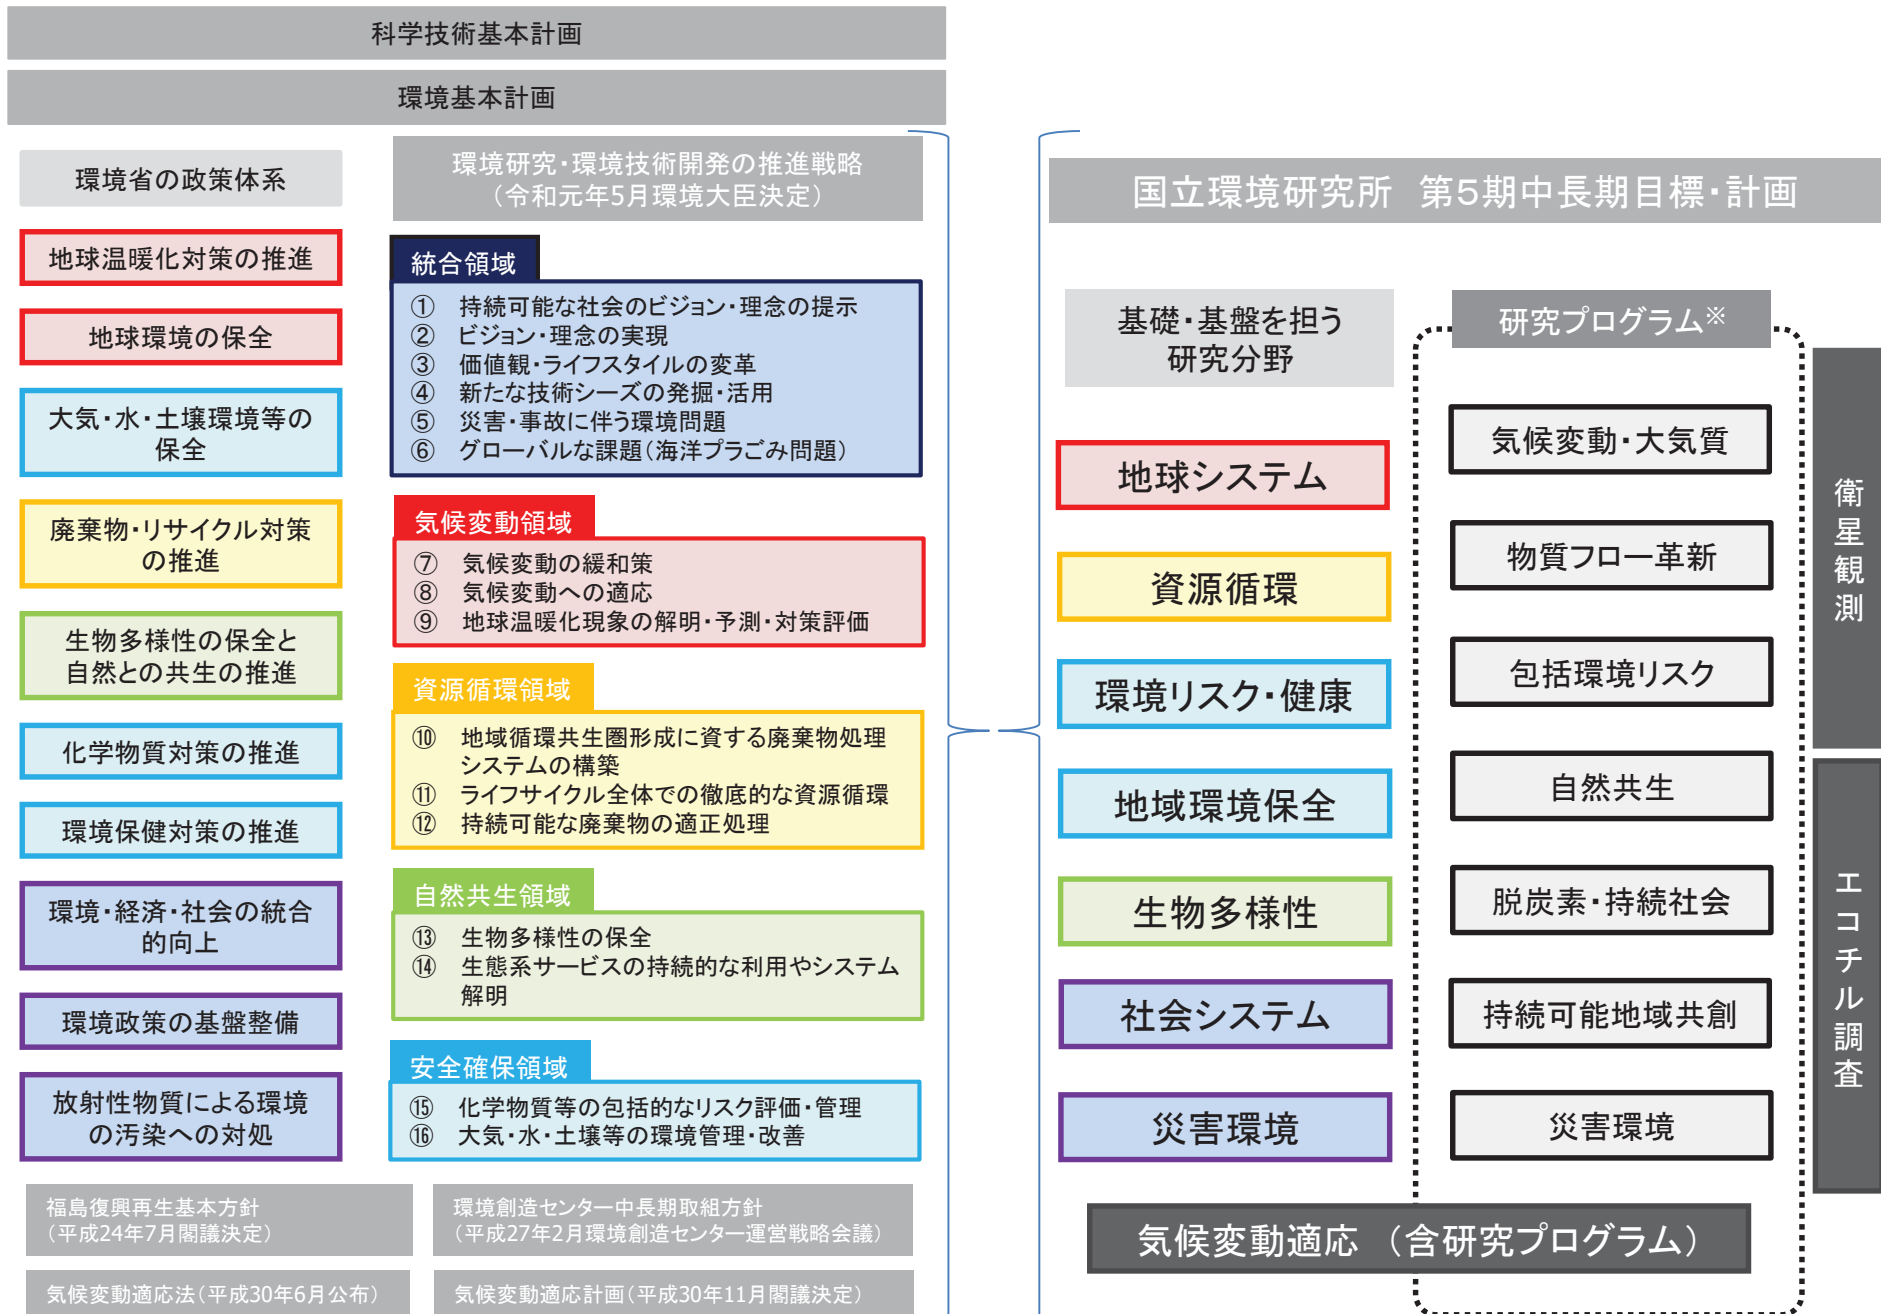 科学技術基本計画
環境基本計画
環境省の政策体系
地球温暖化対策の推進
地球環境の保全
大気・水・土壌環境等の
保全
廃棄物・リサイクル対策
の推進
生物多様性の保全と
自然との共生の推進
化学物質対策の推進
環境保健対策の推進
環境・経済・社会の統合
的向上
環境政策の基盤整備
放射性物質による環境
の汚染への対処
環境研究・環境技術開発の推進戦略
（令和元年5月環境大臣決定）
統合領域
① 持続可能な社会のビジョン・理念の提示
② ビジョン・理念の実現
③ 価値観・ライフスタイルの変革
④ 新たな技術シーズの発掘・活用
⑤ 災害・事故に伴う環境問題
⑥ グローバルな課題（海洋プラごみ問題）
気候変動領域
⑦ 気候変動の緩和策
⑧ 気候変動への適応
⑨ 地球温暖化現象の解明・予測・対策評価
資源循環領域
⑩ 地域循環共生圏形成に資する廃棄物処理
システムの構築
⑪ ライフサイクル全体での徹底的な資源循環
⑫ 持続可能な廃棄物の適正処理
自然共生領域
⑬ 生物多様性の保全
⑭ 生態系サービスの持続的な利用やシステム
解明
安全確保領域
⑮ 化学物質等の包括的なリスク評価・管理
⑯ 大気・水・土壌等の環境管理・改善
福島復興再生基本方針
（平成24年7月閣議決定）
環境創造センター中長期取組方針
（平成27年2月環境創造センター運営戦略会議）
気候変動適応法（平成30年6月公布）
気候変動適応計画（平成30年11月閣議決定）
国立環境研究所　第5期中長期目標・計画
基礎・基盤を担う
研究分野
地球システム
資源循環
環境リスク・健康
地域環境保全
生物多様性
社会システム
災害環境
研究プログラム※
気候変動・大気質
物質フロー革新
包括環境リスク
自然共生
脱炭素・持続社会
持続可能地域共創
災害環境
気候変動適応　（含研究プログラム）
衛星観測
エコチル調査